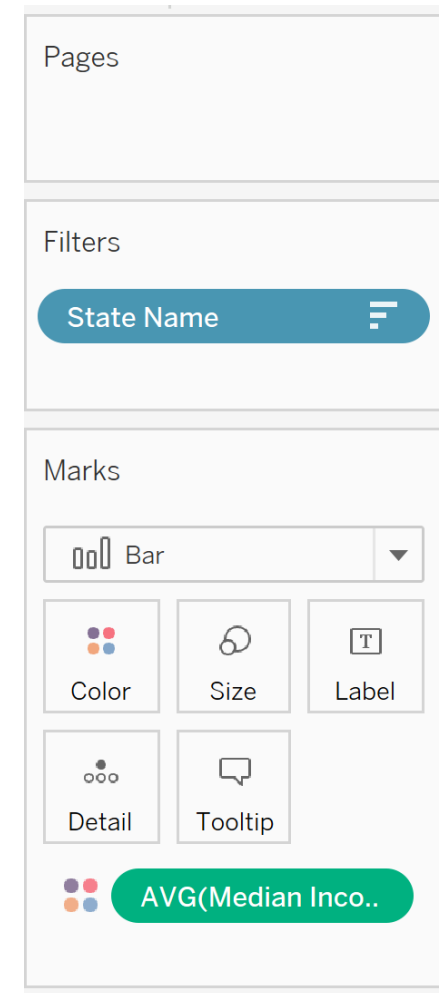 Pages
Filters
State Name
Marks
Bar
Color Size Label
Detail Tooltip
AVG(Median Inco..